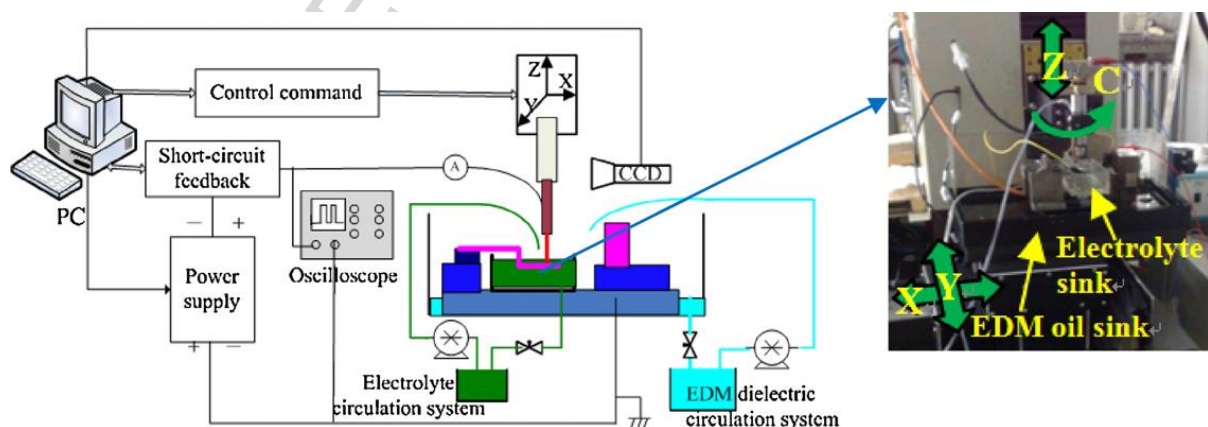 Control command
Z
X
Y
Short-circuit
feedback
A
CCD
PC
− +
Oscilloscope
Power
supply
+ −
Electrolyte
circulation system
EDM dielectric
circulation system
Z
C
Electrolyte
sink
X
Y
EDM oil sink